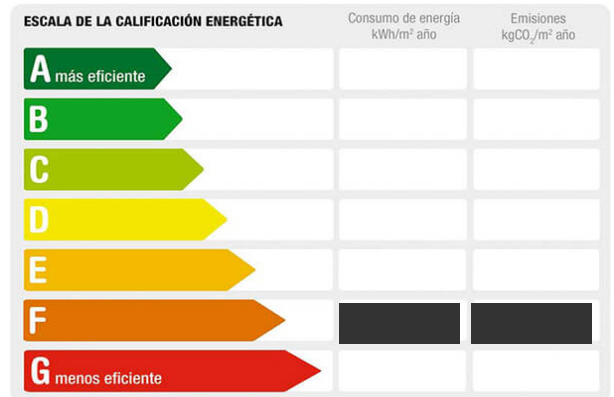 ESCALA DE LA CALIFICACIÓN ENERGÉTICA
Consumo de energía
kWh/m² año
Emisiones
kgCO₂/m² año
A más eficiente
B
C
D
E
F
G menos eficiente